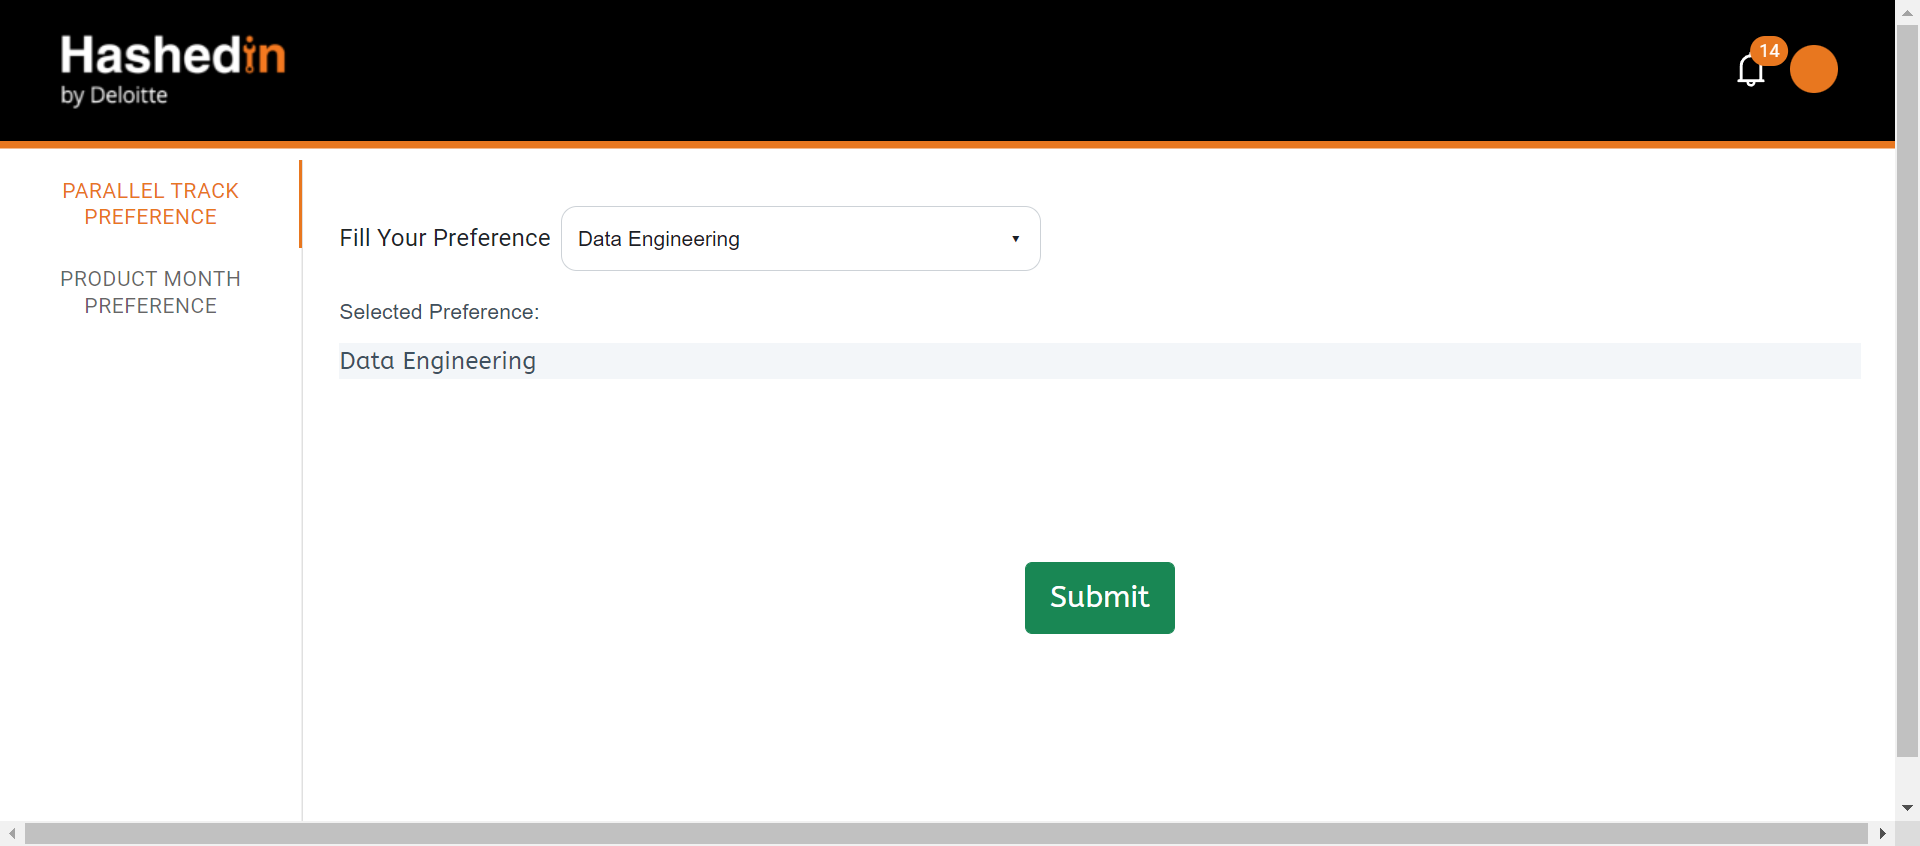 Hashedin
by Deloitte
14
PARALLEL TRACK
PREFERENCE
PRODUCT MONTH
PREFERENCE
Fill Your Preference
Data Engineering
Selected Preference:
Data Engineering
Submit